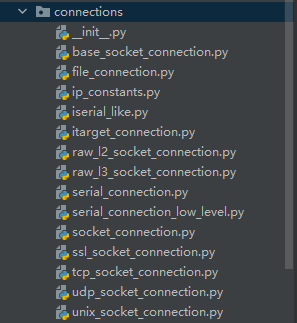 connections
__init__.py
base_socket_connection.py
file_connection.py
ip_constants.py
iserial_like.py
itarget_connection.py
raw_l2_socket_connection.py
raw_l3_socket_connection.py
serial_connection.py
serial_connection_low_level.py
socket_connection.py
ssl_socket_connection.py
tcp_socket_connection.py
udp_socket_connection.py
unix_socket_connection.py